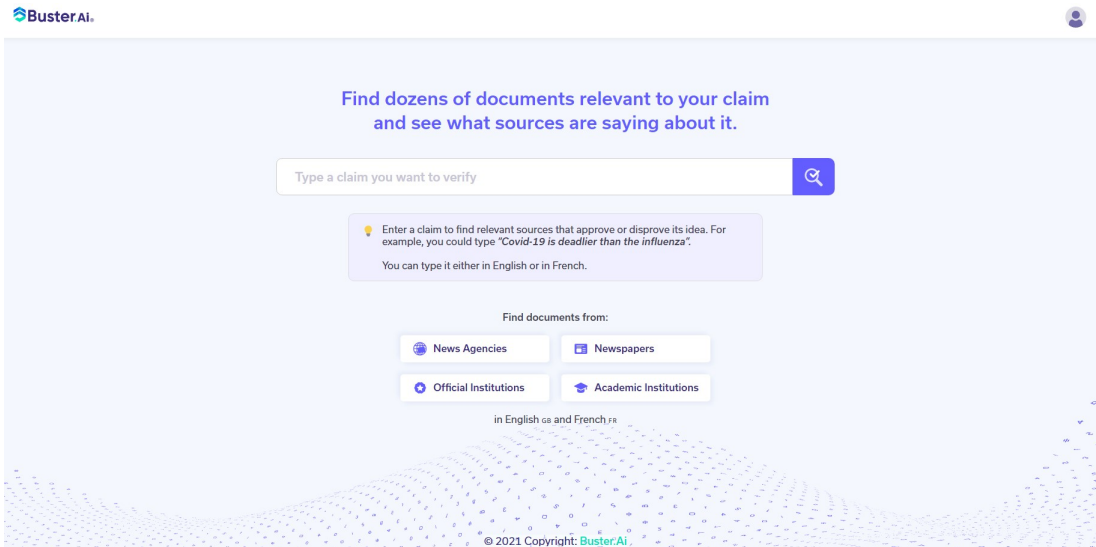 Buster.Ai.
Find dozens of documents relevant to your claim
and see what sources are saying about it.
Type a claim you want to verify
Enter a claim to find relevant sources that approve or disprove its idea. For
example, you could type "Covid-19 is deadlier than the influenza".
You can type it either in English or in French.
Find documents from:
News Agencies
Newspapers
Official Institutions
Academic Institutions
in English GB and French FR
© 2021 Copyright: Buster.Ai